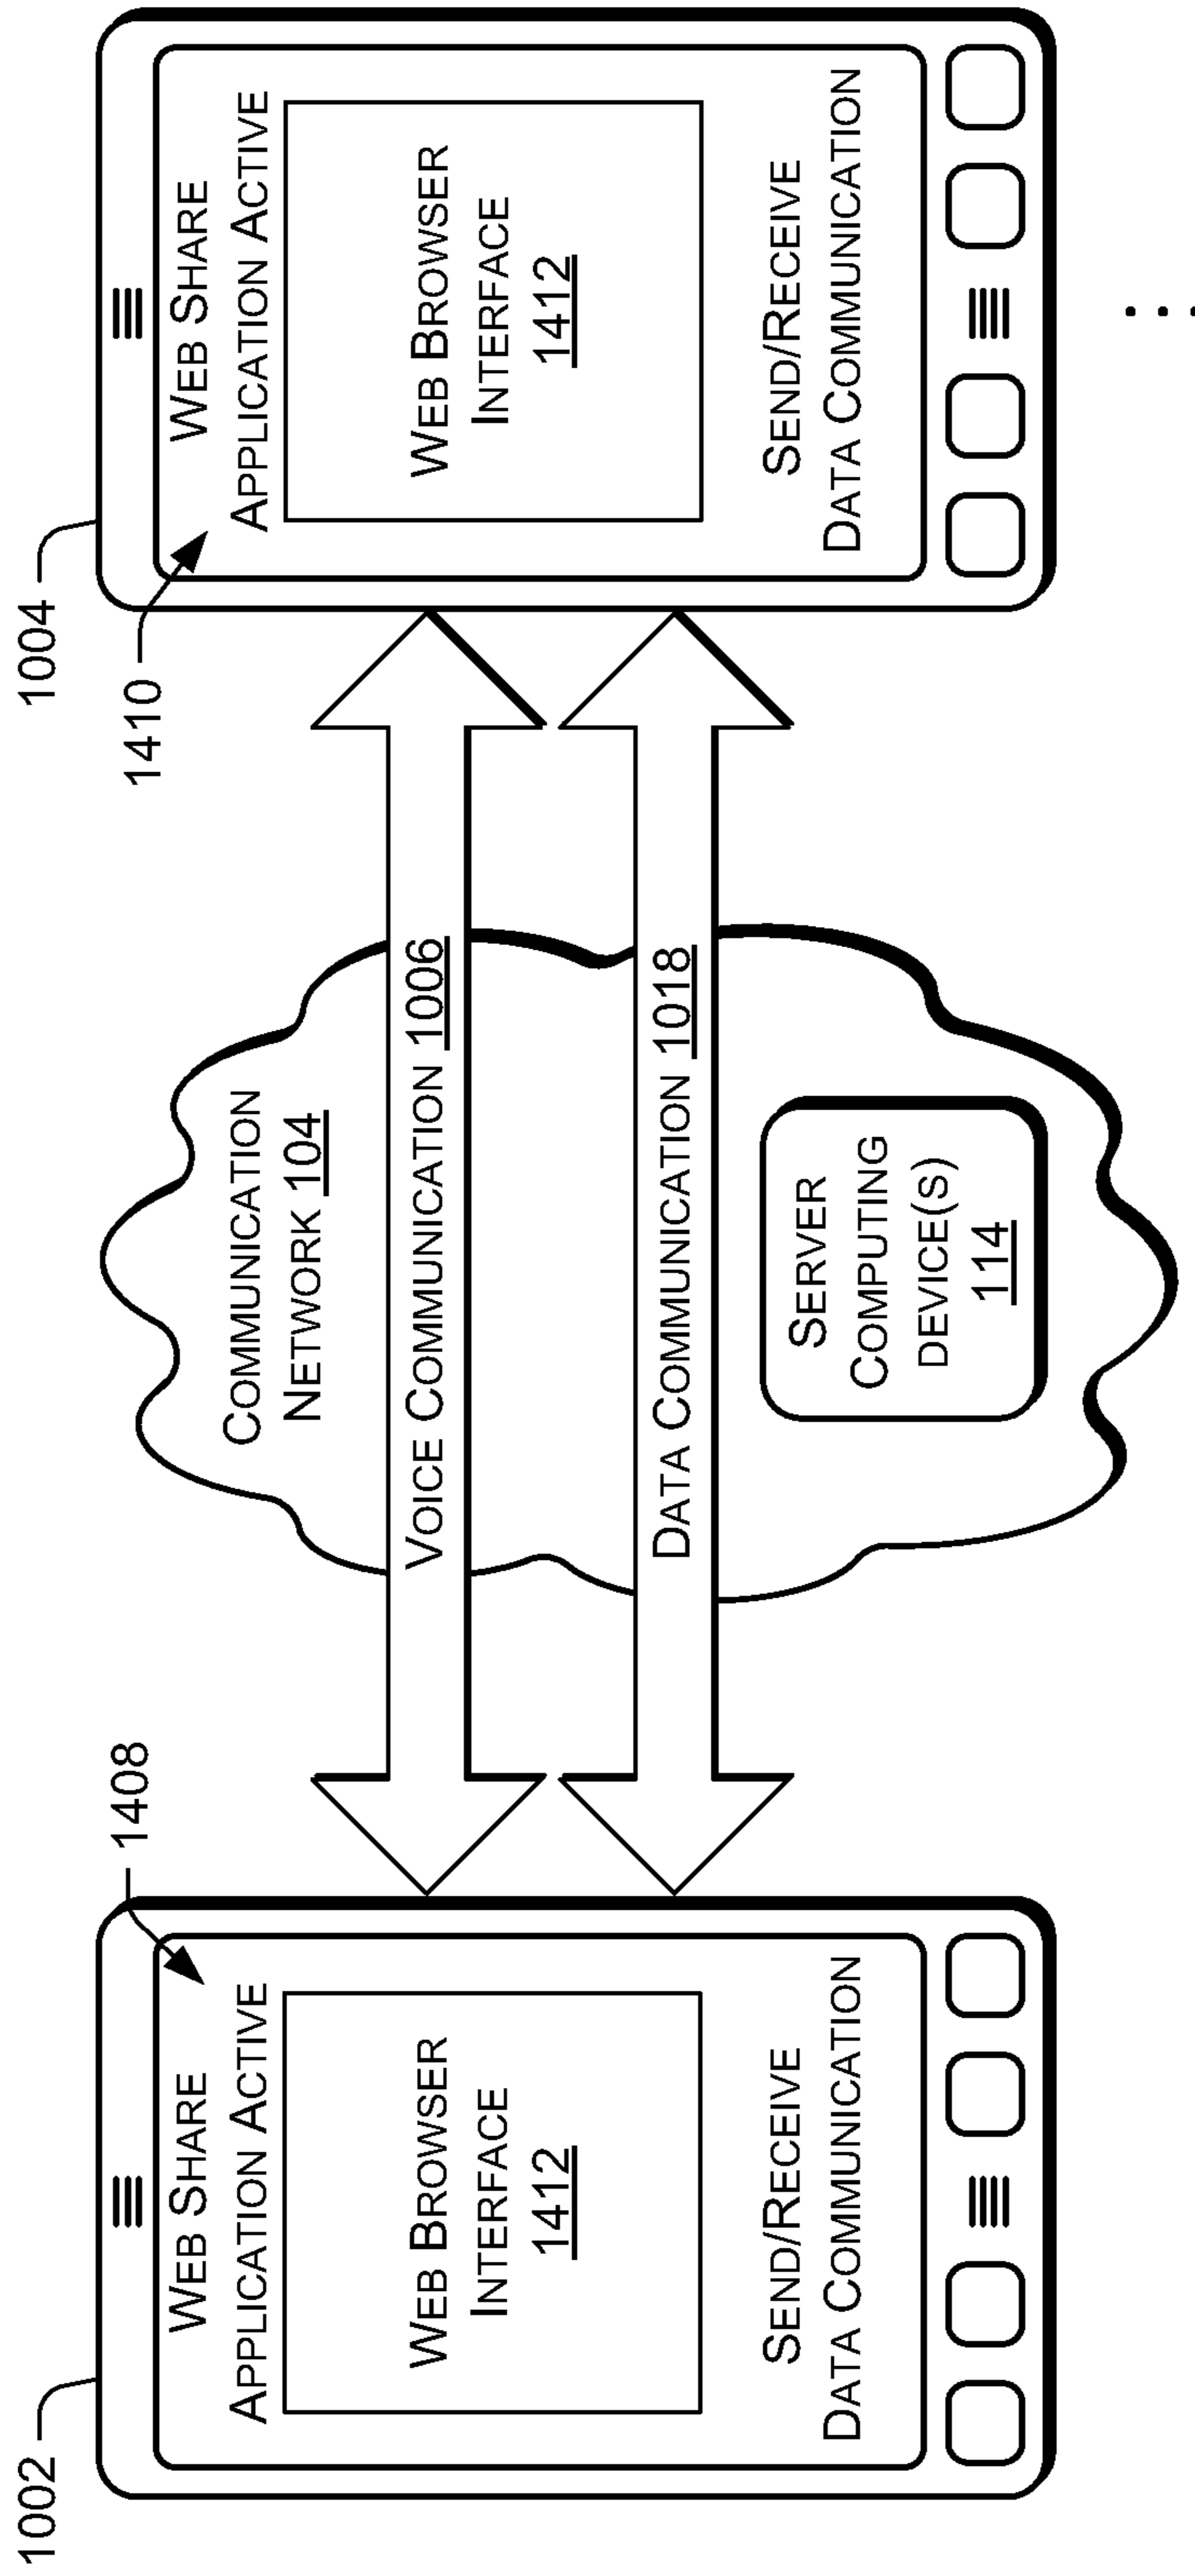 1002
1408
WEB SHARE
APPLICATION ACTIVE
WEB BROWSER
INTERFACE
1412
SEND/RECEIVE
DATA COMMUNICATION
COMMUNICATION
NETWORK 104
VOICE COMMUNICATION 1006
DATA COMMUNICATION 1018
SERVER
COMPUTING
DEVICE(S)
114
1004
1410
WEB SHARE
APPLICATION ACTIVE
WEB BROWSER
INTERFACE
1412
SEND/RECEIVE
DATA COMMUNICATION
. . .